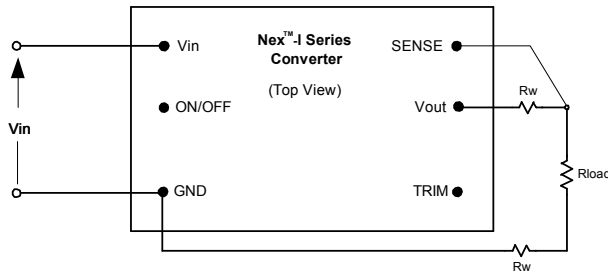 Nex™-I Series
Converter
(Top View)
Vin
ON/OFF
GND
SENSE
Vout
TRIM
Vin
Rw
Rload
Rw